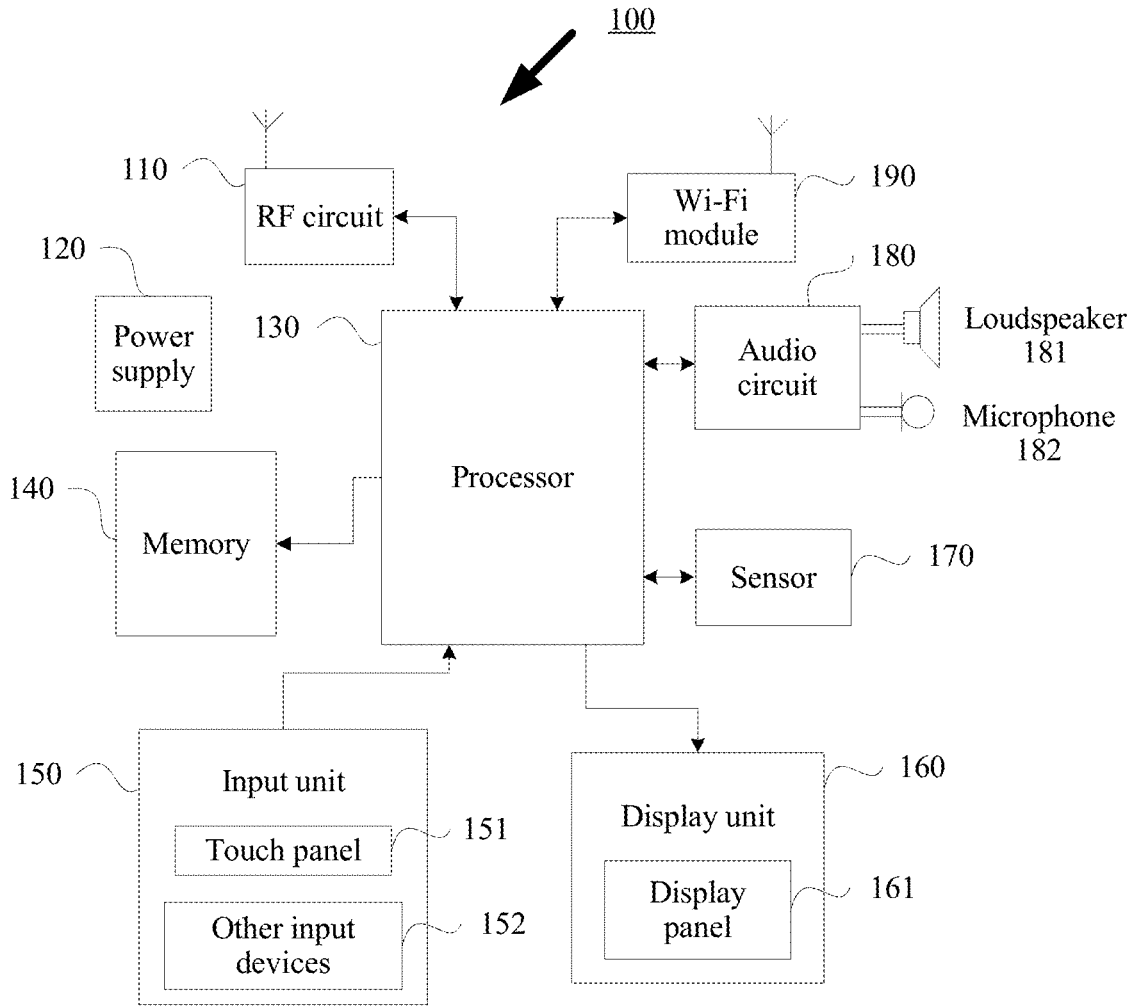 100
110
RF circuit
Wi-Fi
module
190
120
Power
supply
130
180
Audio
circuit
Loudspeaker
181
Microphone
182
140
Memory
Processor
Sensor
170
150
Input unit
Touch panel
151
Other input
devices
152
160
Display unit
Display
panel
161